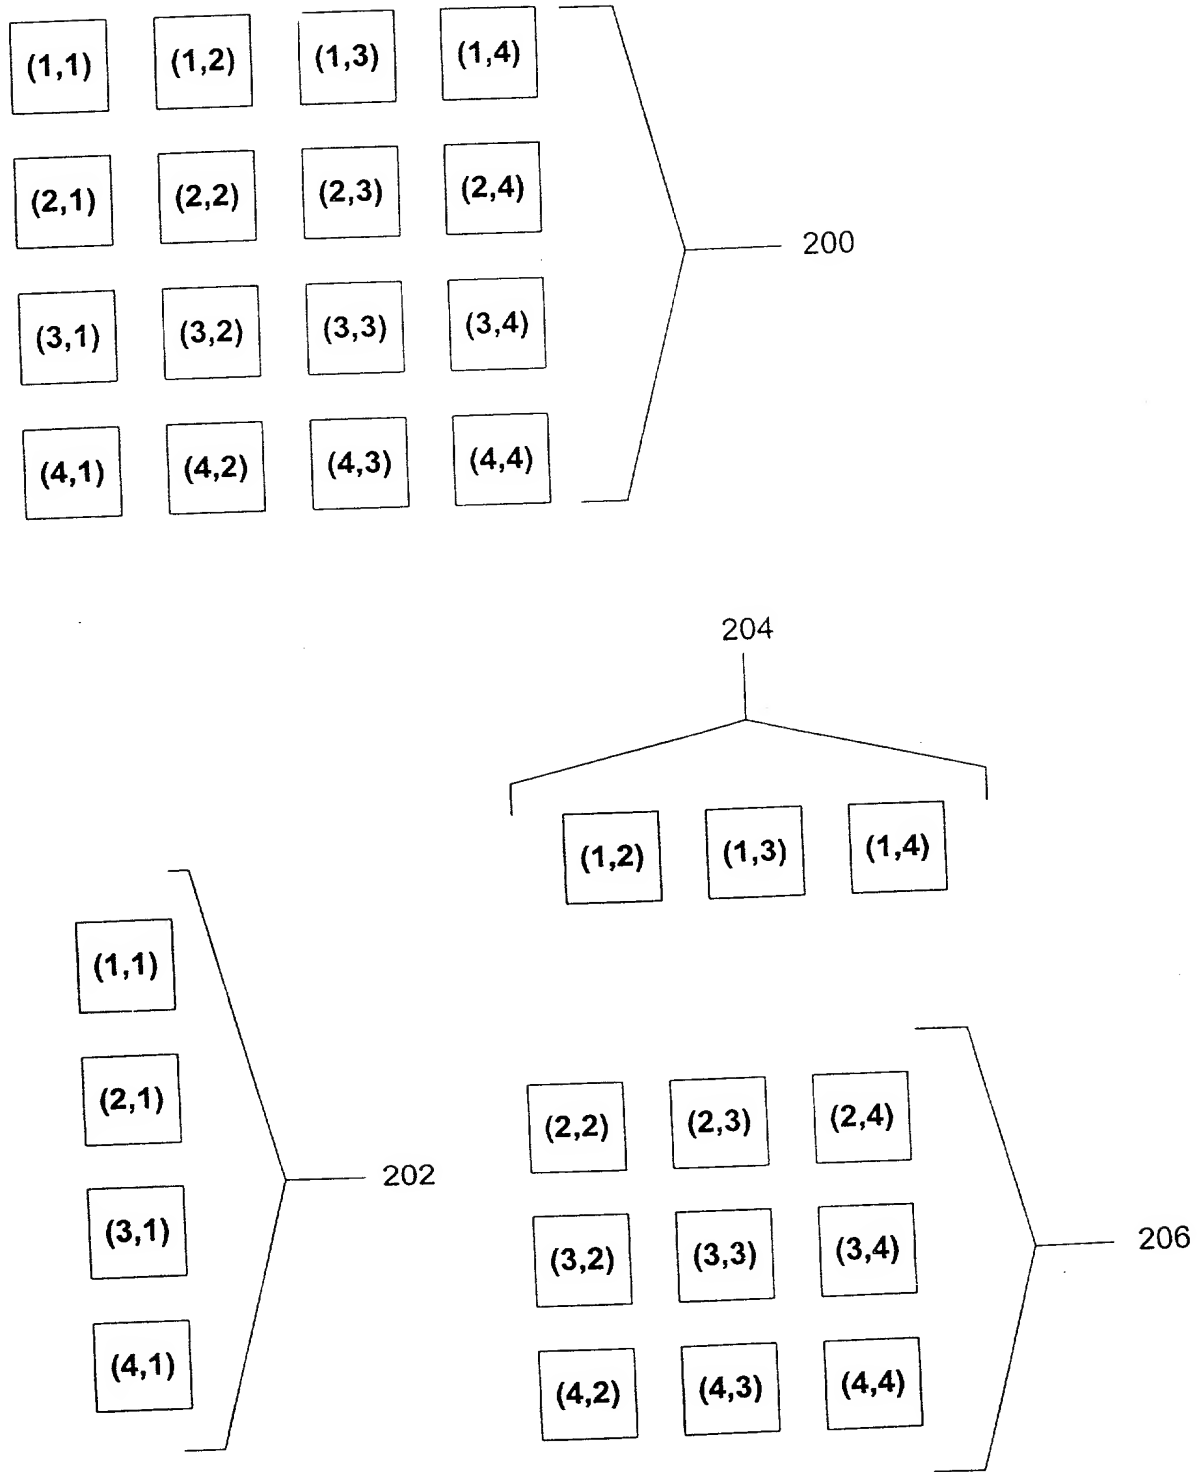 (1,1) (1,2) (1,3) (1,4)
(2,1) (2,2) (2,3) (2,4)
200
(3,1) (3,2) (3,3) (3,4)
(4,1) (4,2) (4,3) (4,4)
204
(1,2) (1,3) (1,4)
(1,1)
(2,1)
(3,1)
(4,1)
202
(2,2) (2,3) (2,4)
(3,2) (3,3) (3,4)
(4,2) (4,3) (4,4)
206